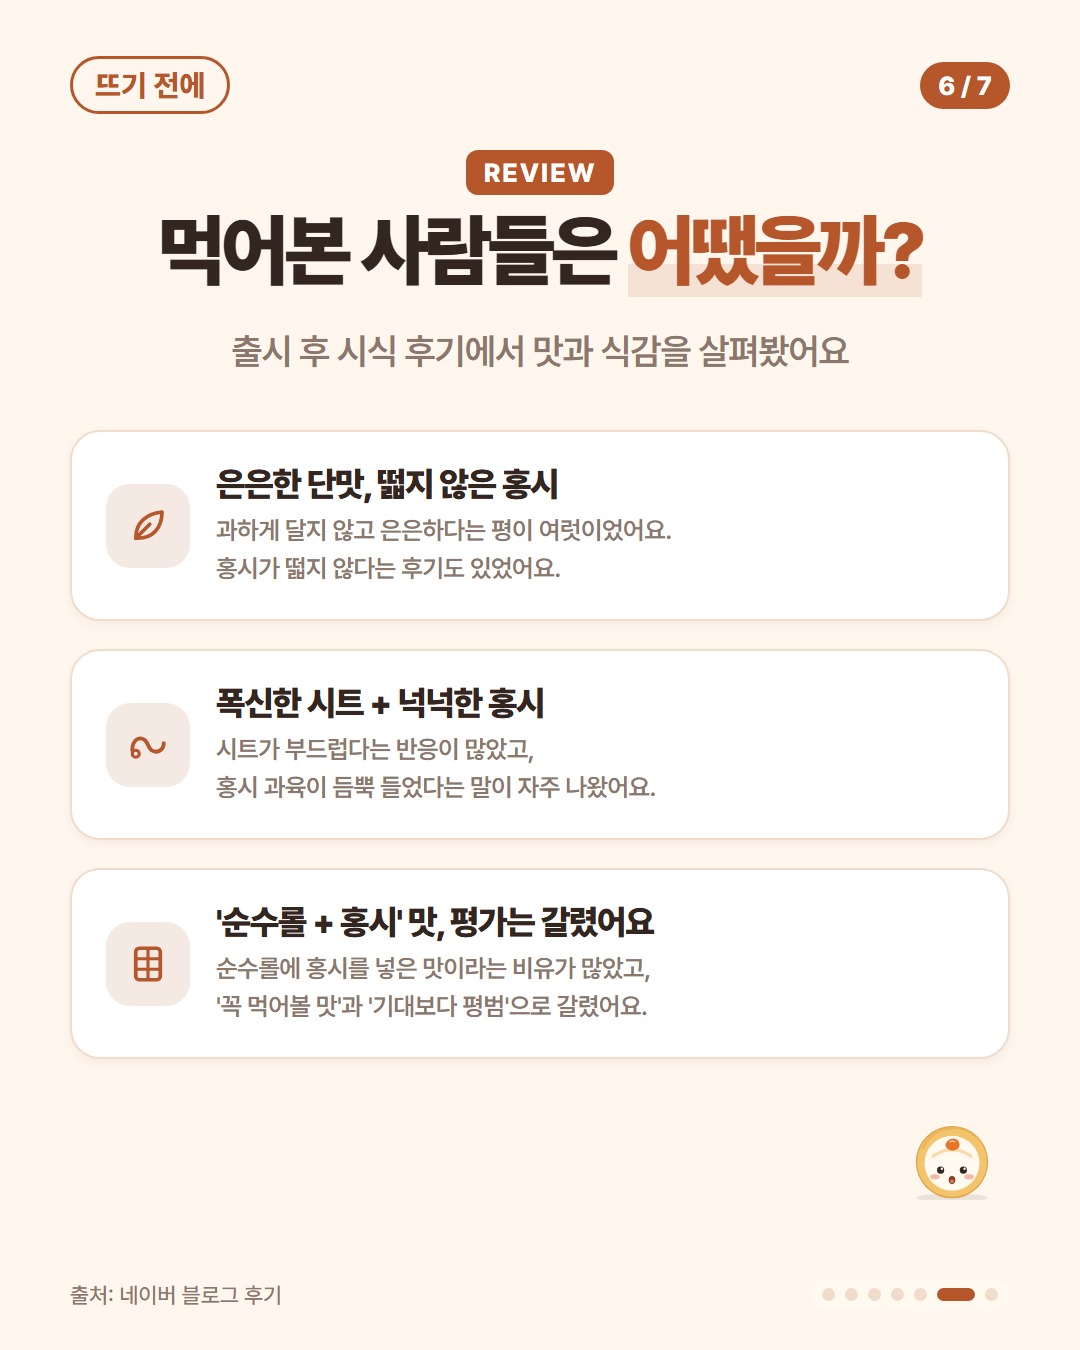 뜨기 전에
6 / 7
REVIEW
먹어본 사람들은 어땠을까?
출시 후 시식 후기에서 맛과 식감을 살펴봤어요
은은한 단맛, 떫지 않은 홍시
과하게 달지 않고 은은하다는 평이 여럿이었어요.
홍시가 떫지 않다는 후기도 있었어요.
폭신한 시트 + 넉넉한 홍시
시트가 부드럽다는 반응이 많았고,
홍시 과육이 듬뿍 들었다는 말이 자주 나왔어요.
'순수롤 + 홍시' 맛, 평가는 갈렸어요
순수롤에 홍시를 넣은 맛이라는 비유가 많았고,
'꼭 먹어볼 맛'과 '기대보다 평범'으로 갈렸어요.
출처: 네이버 블로그 후기